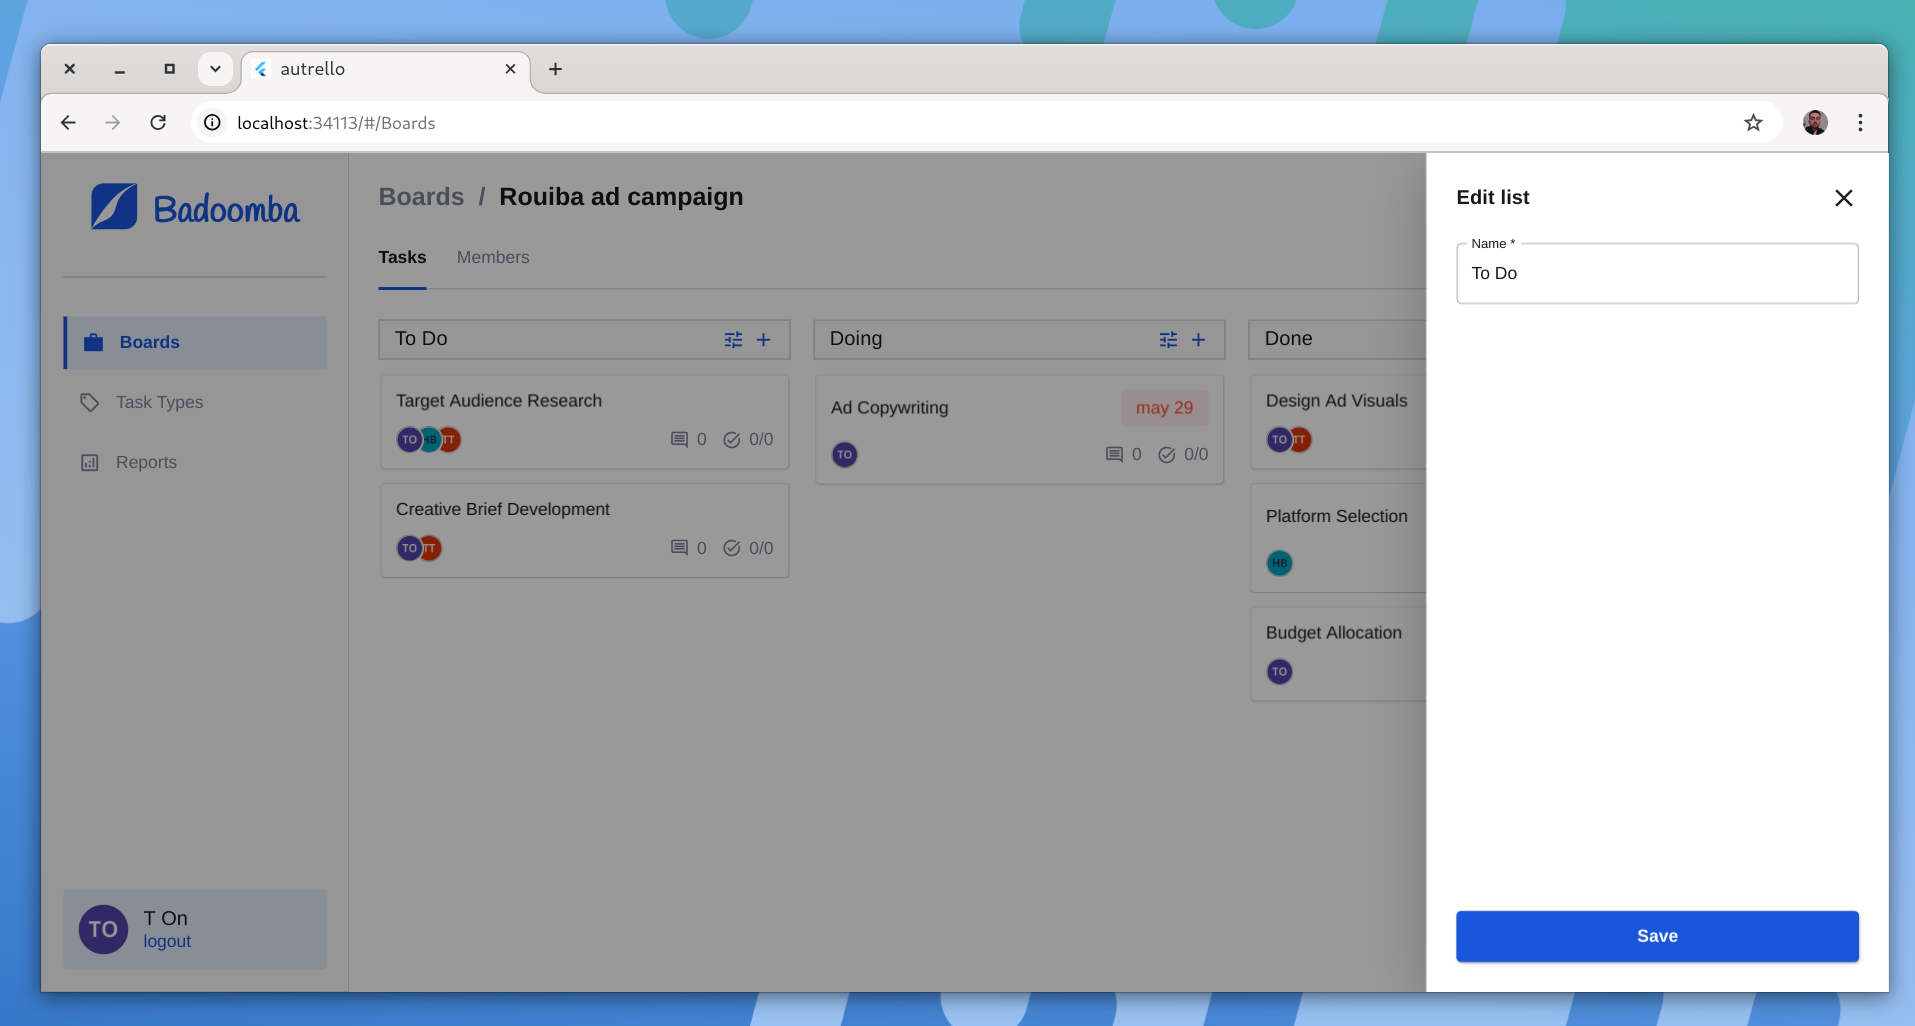 autrello
localhost:34113/#/Boards
Badoomba
Boards
Task Types
Reports
TO
T On
logout
Boards / Rouiba ad campaign
Tasks Members
To Do
Target Audience Research
TO HB TT 0 0/0
Creative Brief Development
TO TT 0 0/0
Doing
Ad Copywriting may 29
TO 0 0/0
Done
Design Ad Visuals
TO TT
Platform Selection
HB
Budget Allocation
TO
Edit list
Name *
To Do
Save